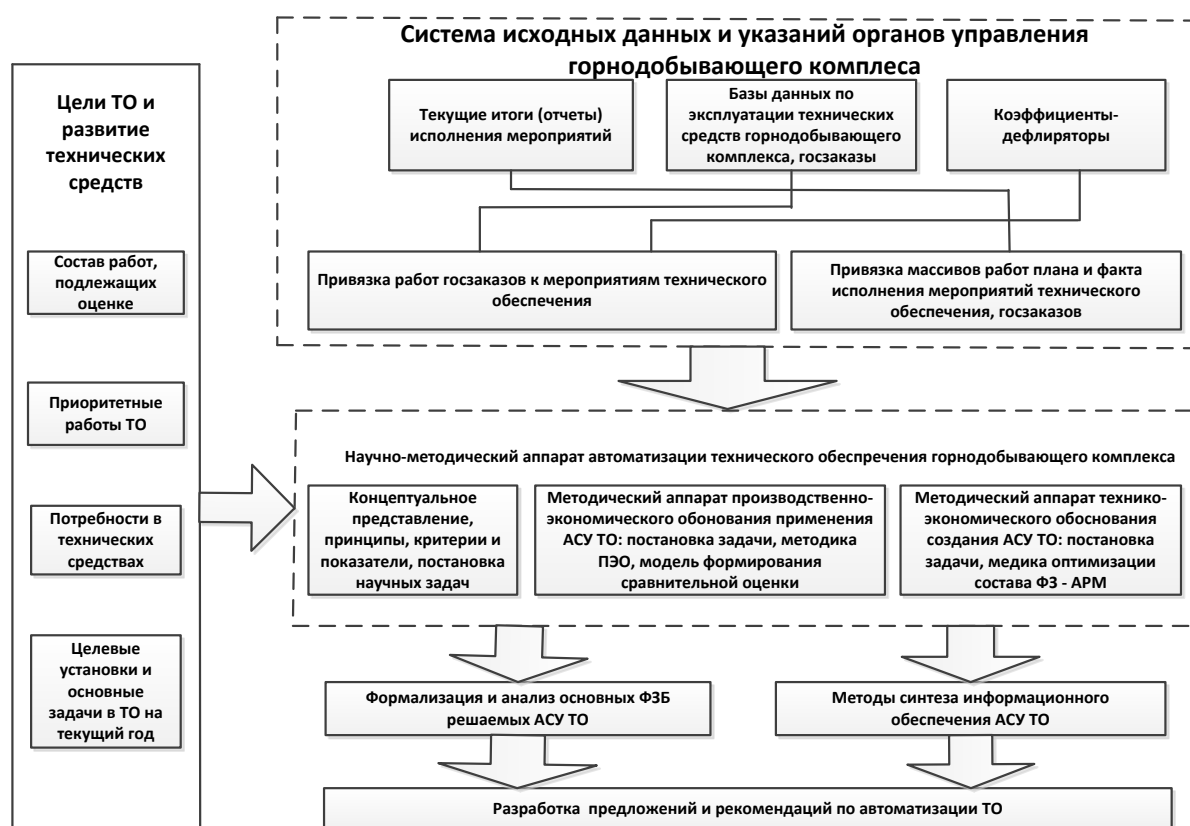 Система исходных данных и указаний органов управления
горнодобывающего комплеса
Цели ТО и
развитие
технических
средств
Состав работ,
подлежащих
оценке
Приоритетные
работы ТО
Потребности в
технических
средствах
Целевые
установки и
основные
задачи в ТО на
текущий год
Текущие итоги (отчеты)
исполнения мероприятий
Базы данных по
эксплуатации технических
средств горнодобывающего
комплекса, госзаказы
Коэффициенты-
дефлиряторы
Привязка работ госзаказов к мероприятиям технического
обеспечения
Привязка массивов работ плана и факта
исполнения мероприятий технического
обеспечения, госзаказов
Научно-методический аппарат автоматизации технического обеспречения горнодобывающего комплекса
Концептуальное
представление,
принципы, критерии и
показатели, постановка
научных задач
Методический аппарат производственно-
экономического обонования применения
АСУ ТО: постановка задачи, методика
ПЭО, модель формирования
сравнительной оценки
Методический аппарат технико-
экономического обоснования
создания АСУ ТО: постановка
задачи, медика оптимизации
состава ФЗ - АРМ
Формализация и анализ основных ФЗБ
решаемых АСУ ТО
Методы синтеза информационного
обеспечения АСУ ТО
Разработка предложений и рекомендаций по автоматизации ТО